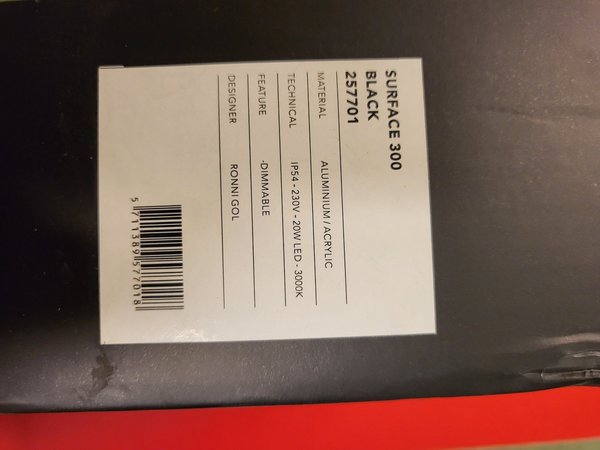 SURFACE 300
BLACK
257701
MATERIAL ALUMINIUM / ACRYLIC
TECHNICAL IP54 - 230V - 20W LED - 3000K
FEATURE -DIMMABLE
DESIGNER RONNI GOL
5 711389 577018